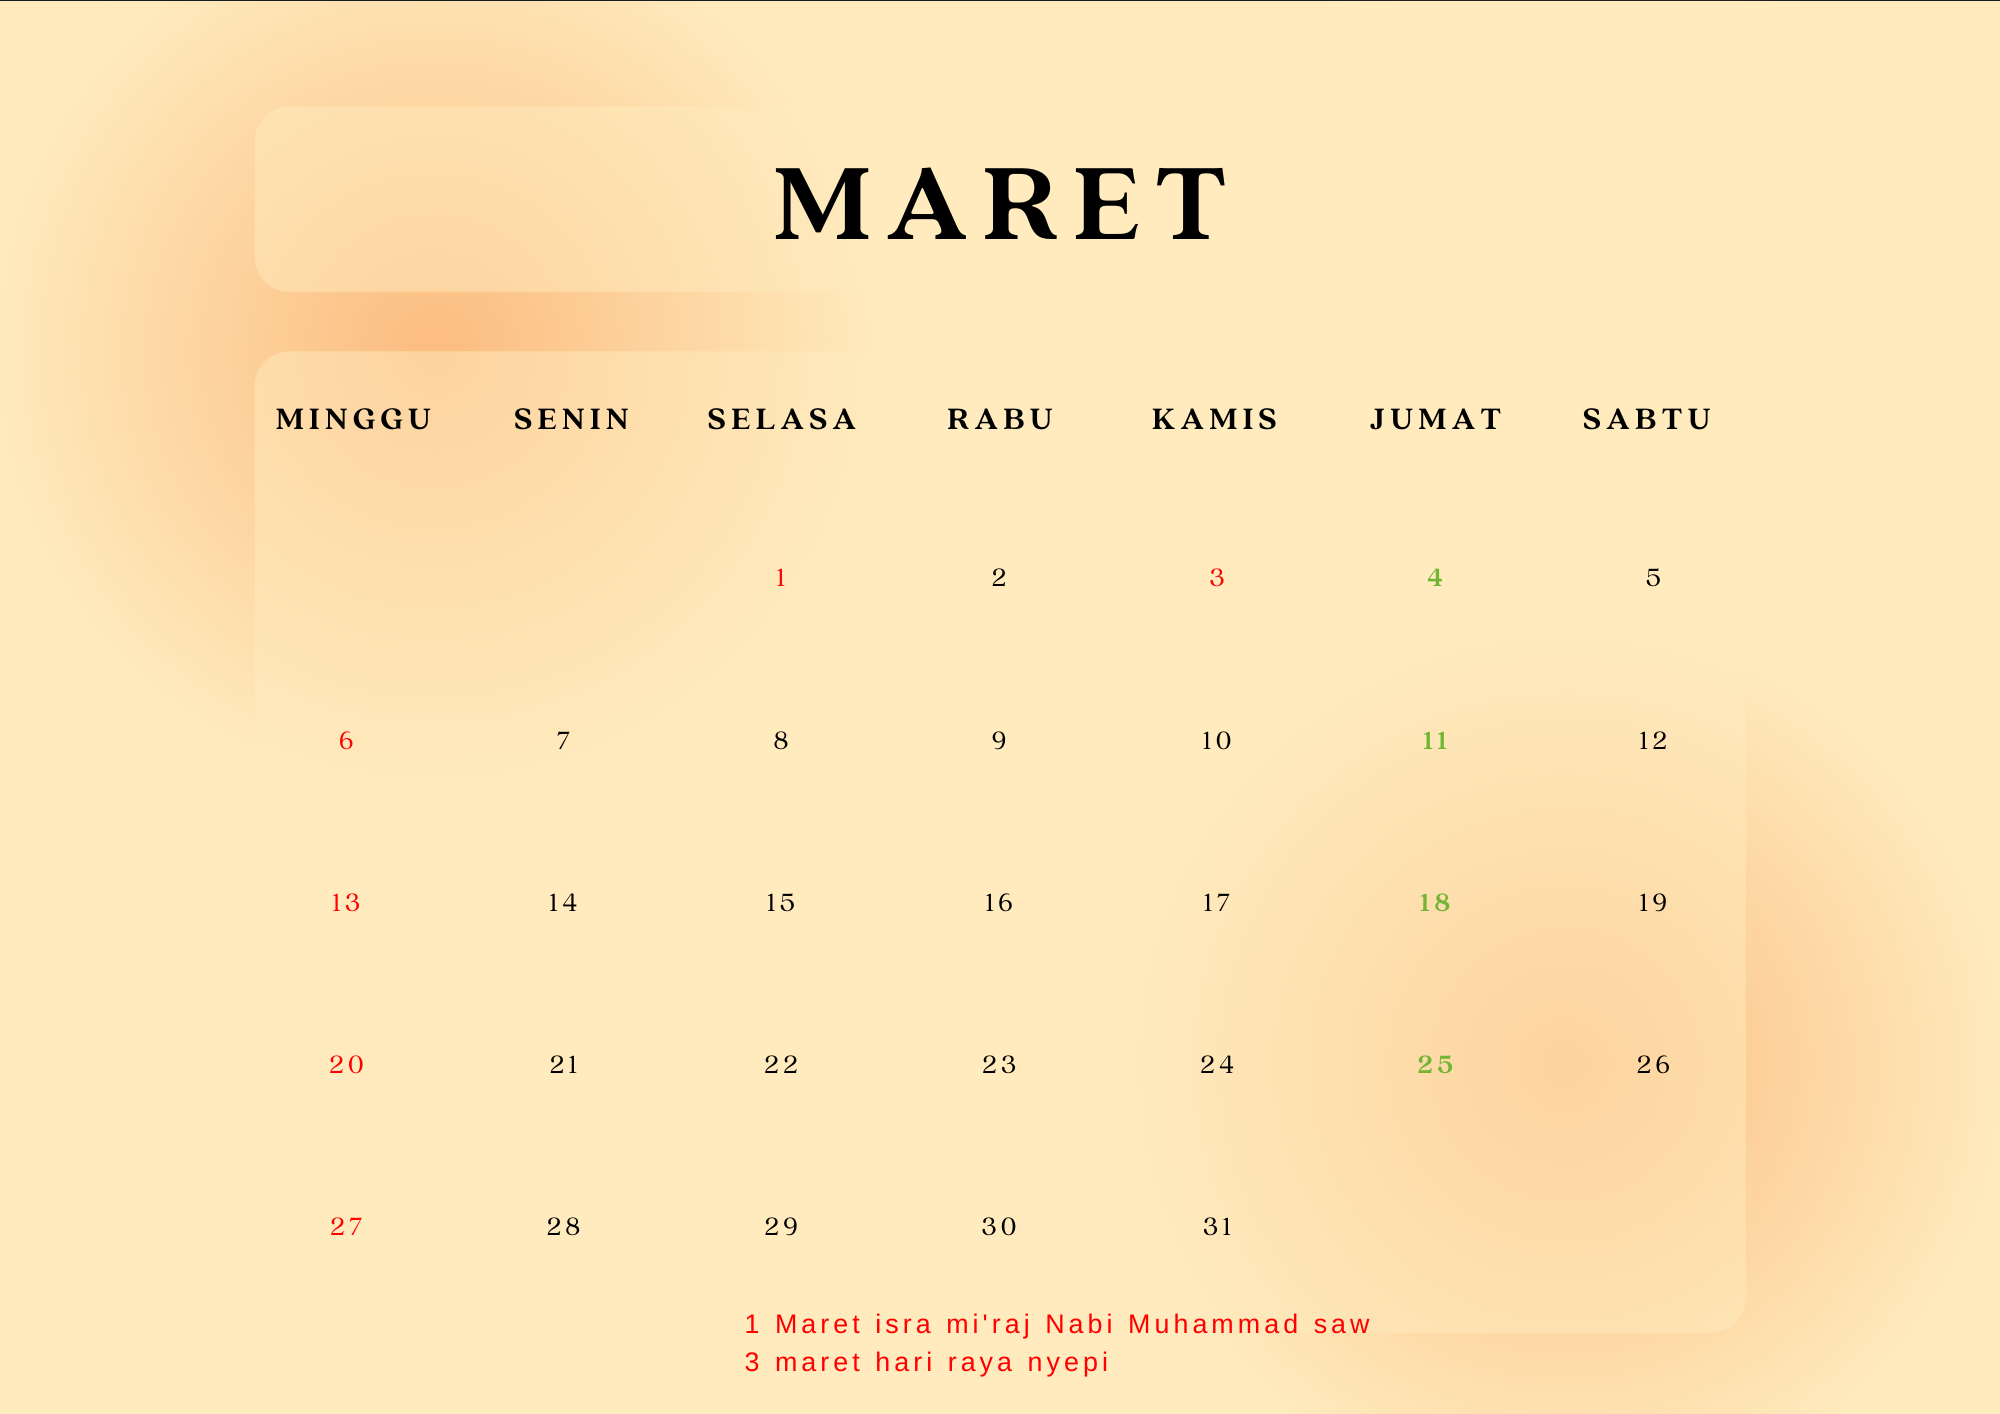 MARET
MINGGU SENIN SELASA RABU KAMIS JUMAT SABTU
1 2 3 4 5
6 7 8 9 10 11 12
13 14 15 16 17 18 19
20 21 22 23 24 25 26
27 28 29 30 31
1 Maret isra mi'raj Nabi Muhammad saw
3 maret hari raya nyepi